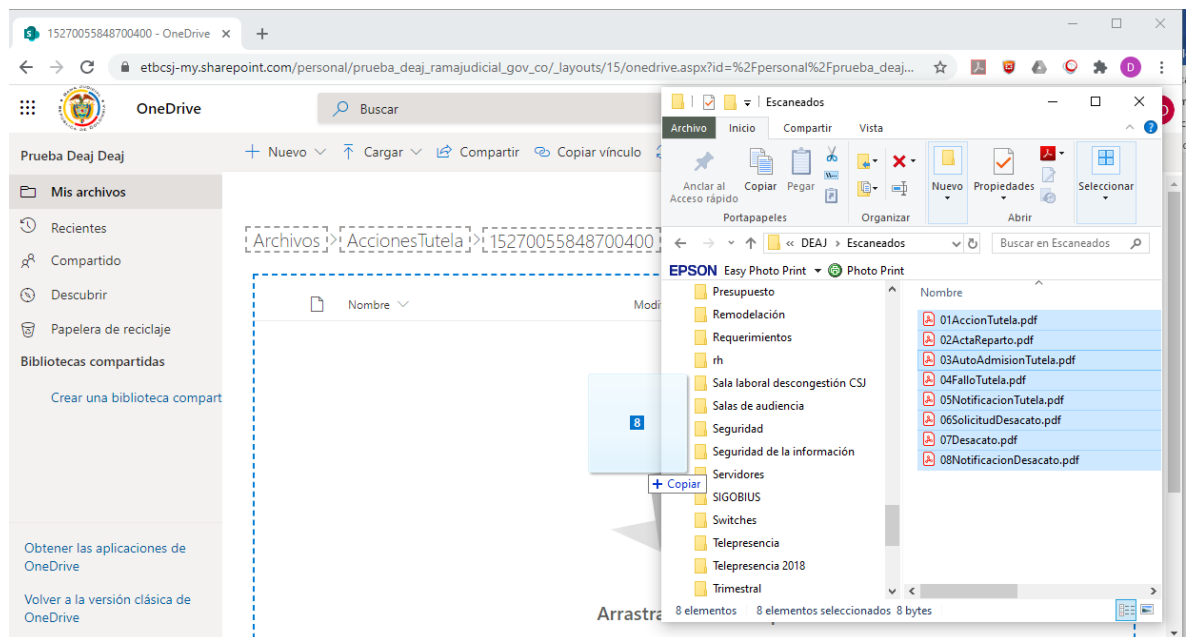 15270055848700400 - OneDrive
etbcsj-my.sharepoint.com/personal/prueba_deaj_ramajudicial_gov_co/_layouts/15/onedrive.aspx?id=%2Fpersonal%2Fprueba_deaj...
D
OneDrive
Buscar
Prueba Deaj Deaj
+ Nuevo
Cargar
Compartir
Copiar vínculo
Mis archivos
Recientes
Compartido
Descubrir
Papelera de reciclaje
Bibliotecas compartidas
Crear una biblioteca compart
Obtener las aplicaciones de
OneDrive
Volver a la versión clásica de
OneDrive
Archivos > AccionesTutela > 15270055848700400
Nombre
Modi
8
+ Copiar
Arrastra
Escaneados
Archivo Inicio Compartir Vista
Anclar al
Acceso rápido
Copiar
Pegar
Nuevo
Propiedades
Seleccionar
Portapapeles
Organizar
Abrir
« DEAJ > Escaneados
Buscar en Escaneados
EPSON Easy Photo Print
Photo Print
Presupuesto
Remodelación
Requerimientos
rh
Sala laboral descongestión CSJ
Salas de audiencia
Seguridad
Seguridad de la información
Servidores
SIGOBIUS
Switches
Telepresencia
Telepresencia 2018
Trimestral
Nombre
01AccionTutela.pdf
02ActaReparto.pdf
03AutoAdmisionTutela.pdf
04FalloTutela.pdf
05NotificacionTutela.pdf
06SolicitudDesacato.pdf
07Desacato.pdf
08NotificacionDesacato.pdf
8 elementos
8 elementos seleccionados 8 bytes